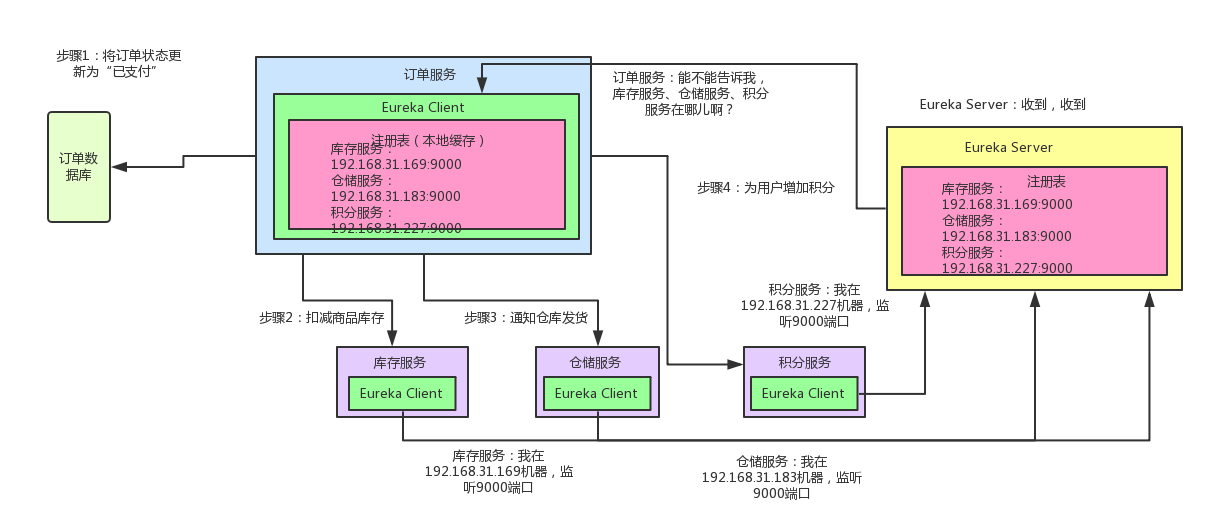 步骤1：将订单状态更
新为“已支付”
订单服务
订单服务：能不能告诉我，
库存服务、仓储服务、积分
服务在哪儿啊？
Eureka Server：收到，收到
Eureka Client
注册表（本地缓存）
库存服务：
192.168.31.169:9000
仓储服务：
192.168.31.183:9000
积分服务：
192.168.31.227:9000
订单数
据库
Eureka Server
注册表
库存服务：
192.168.31.169:9000
仓储服务：
192.168.31.183:9000
积分服务：
192.168.31.227:9000
步骤4：为用户增加积分
积分服务：我在
192.168.31.227机器，监
听9000端口
步骤2：扣减商品库存
步骤3：通知仓库发货
库存服务
Eureka Client
仓储服务
Eureka Client
积分服务
Eureka Client
库存服务：我在
192.168.31.169机器，监
听9000端口
仓储服务：我在
192.168.31.183机器，监听
9000端口